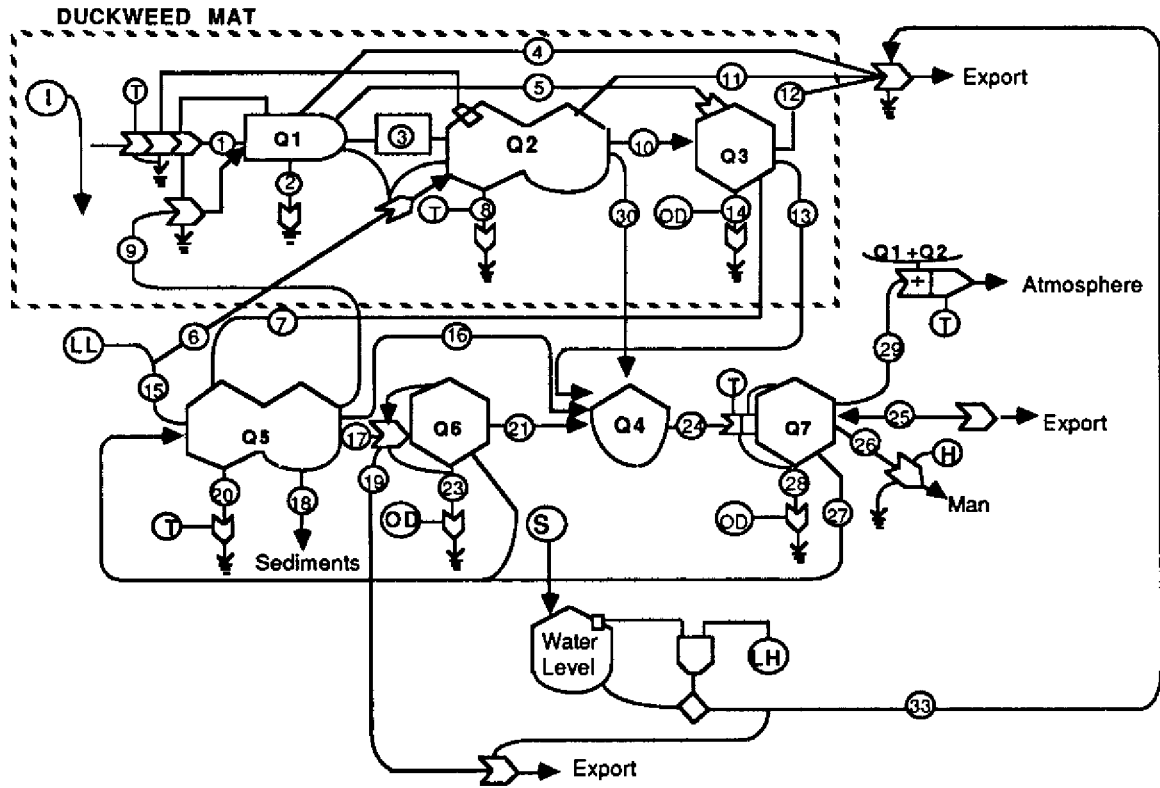 DUCKWEED MAT
4
I
T
5
11
Export
12
1
Q1
3
Q2
10
Q3
2
T
8
30
OD
14
13
9
Q1+Q2
+
Atmosphere
T
LL
6
7
16
29
15
T
Q5
17
Q6
21
Q4
24
Q7
25
Export
19
26
H
20
18
23
28
27
Man
T
OD
S
OD
Sediments
Water
Level
LH
33
Export